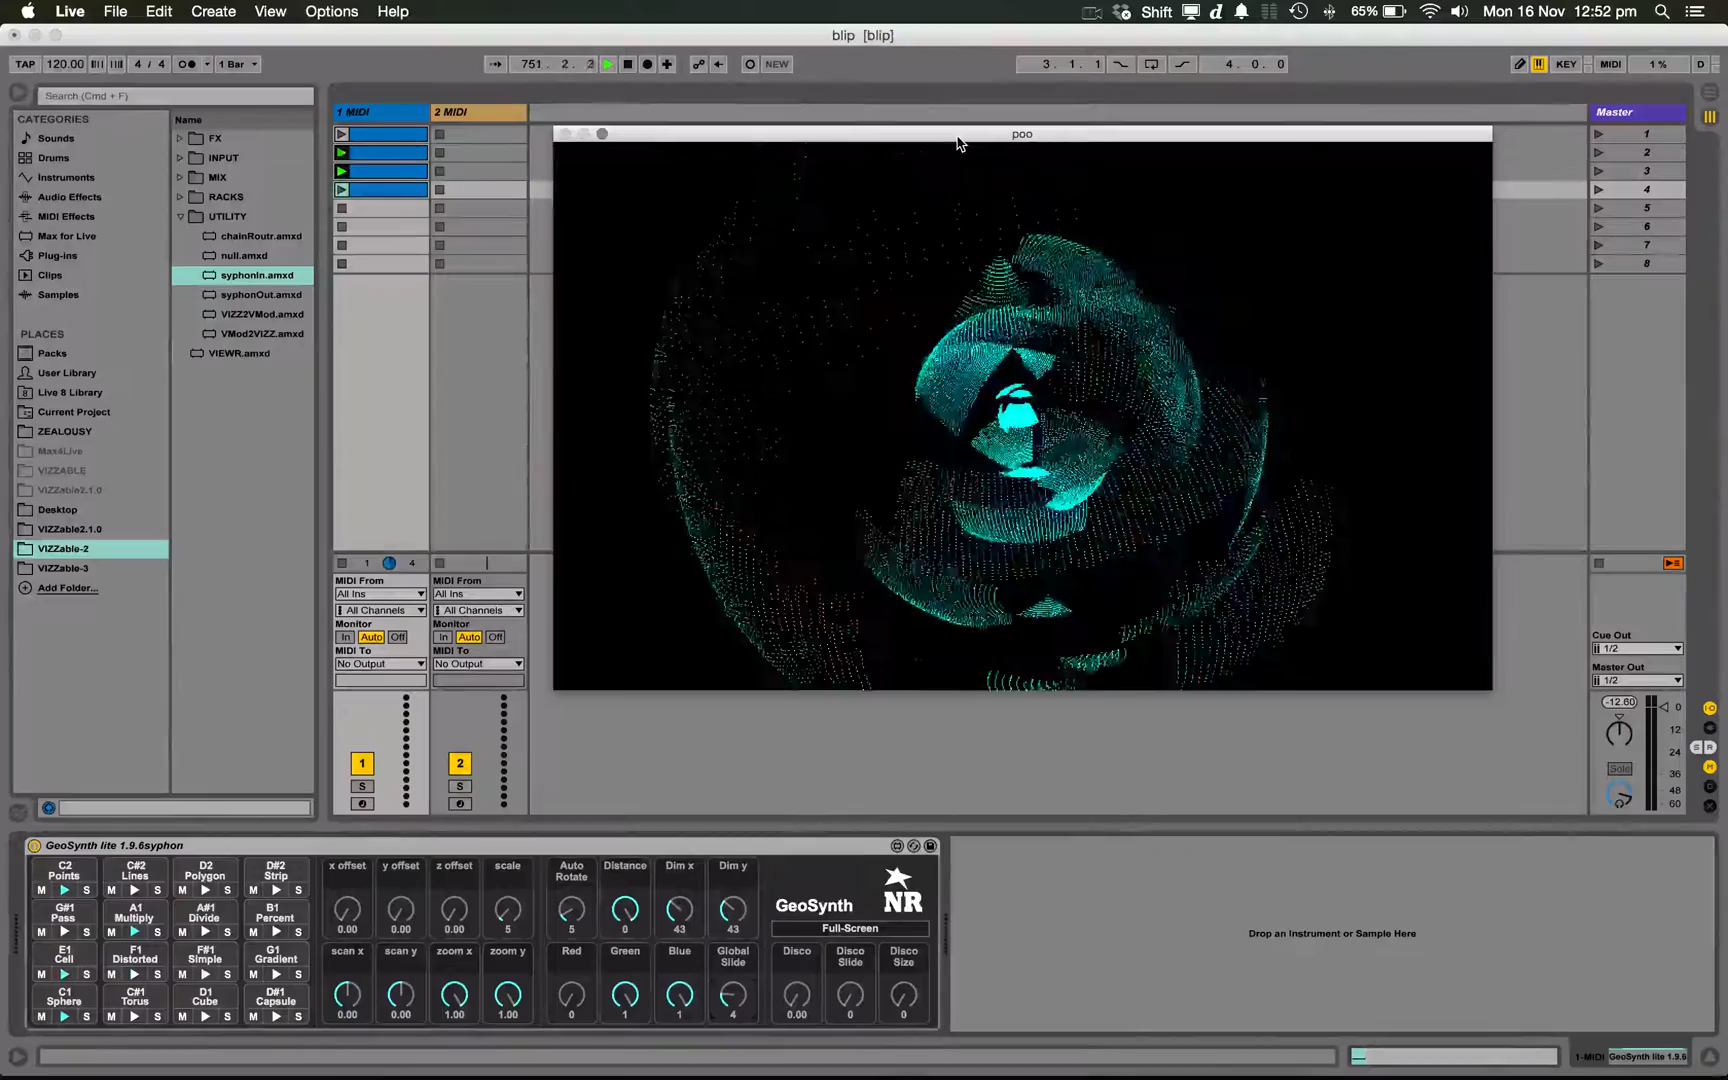 Live File Edit Create View Options Help Shift 65% Mon 16 Nov 12:52 pm
blip [blip]
TAP 120.00 4 / 4 1 Bar 751. 2. 2 NEW 3. 1. 1 4. 0. 0 KEY MIDI 1 % D
Search (Cmd + F)
CATEGORIES
Sounds
Drums
Instruments
Audio Effects
MIDI Effects
Max for Live
Plug-ins
Clips
Samples
PLACES
Packs
User Library
Live 8 Library
Current Project
ZEALOUSY
Max4Live
VIZZABLE
VIZZable2.1.0
Desktop
VIZZable2.1.0
VIZZable-2
VIZZable-3
Add Folder...
Name
FX
INPUT
MIX
RACKS
UTILITY
chainRoutr.amxd
null.amxd
syphonIn.amxd
syphonOut.amxd
VIZZ2VMod.amxd
VMod2VIZZ.amxd
VIEWR.amxd
1 MIDI 2 MIDI
poo
Master
1
2
3
4
5
6
7
8
1 4
MIDI From MIDI From
All Ins All Ins
All Channels All Channels
Monitor Monitor
In Auto Off In Auto Off
MIDI To MIDI To
No Output No Output
1 2
S S
Cue Out
1/2
Master Out
1/2
-12.60 0
12
24
36
48
60
Solo
S R
GeoSynth lite 1.9.6syphon
C2 C#2 D2 D#2
Points Lines Polygon Strip
M S M S M S M S
G#1 A1 A#1 B1
Pass Multiply Divide Percent
M S M S M S M S
E1 F1 F#1 G1
Cell Distorted Simple Gradient
M S M S M S M S
C1 C#1 D1 D#1
Sphere Torus Cube Capsule
M S M S M S M S
x offset y offset z offset scale
0.00 0.00 0.00 5
scan x scan y zoom x zoom y
0.00 0.00 1.00 1.00
Auto Rotate Distance Dim x Dim y
5 0 43 43
Red Green Blue Global Slide
0 1 1 4
GeoSynth NR
Full-Screen
Disco Disco Slide Disco Size
0.00 0 0
Drop an Instrument or Sample Here
1-MIDI GeoSynth lite 1.9.6